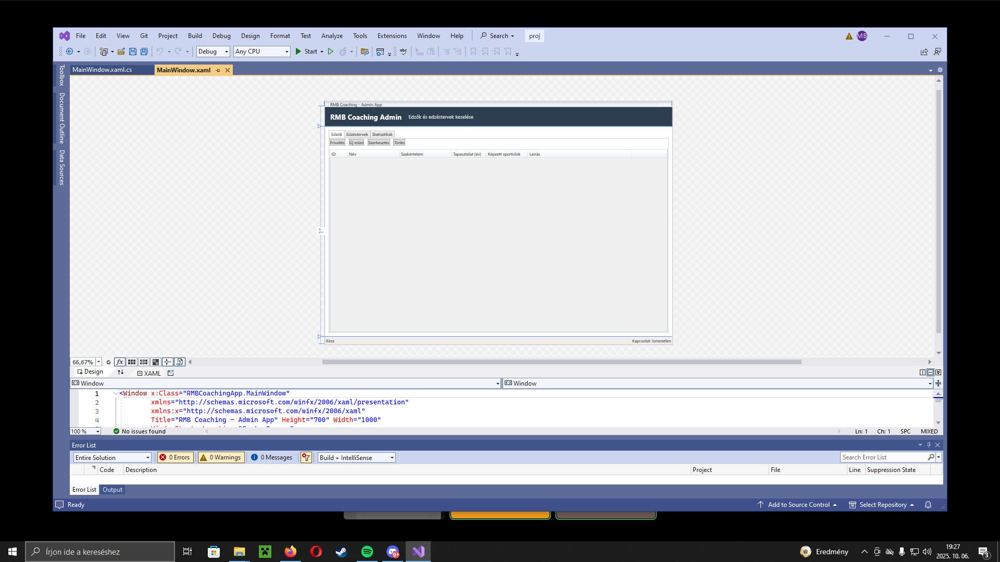 File Edit View Git Project Build Debug Design Format Test Analyze Tools Extensions Window Help Search proj MB
Debug Any CPU Start abc
MainWindow.xaml.cs MainWindow.xaml
Toolbox
Document Outline
Data Sources
RMB Coaching - Admin App
RMB Coaching Admin Edzők és edzéstervek kezelése
Edzők Edzéstervek Statisztikák
Frissítés Új edző Szerkesztés Törlés
ID Név Szakértelem Tapasztalat (év) Képzett sportolók Leírás
Kész Kapcsolat: Ismeretlen
66,67% fx
Design XAML
Window Window
1 <Window x:Class="RMBCoachingApp.MainWindow"
2 xmlns="http://schemas.microsoft.com/winfx/2006/xaml/presentation"
3 xmlns:x="http://schemas.microsoft.com/winfx/2006/xaml"
4 Title="RMB Coaching - Admin App" Height="700" Width="1000"
100 % No issues found Ln: 1 Ch: 1 SPC MIXED
Error List
Entire Solution 0 Errors 0 Warnings 0 Messages Build + IntelliSense Search Error List
Code Description Project File Line Suppression State
Error List Output
Ready Add to Source Control Select Repository
Írjon ide a kereséshez 9+ Eredmény 19:27
2025. 10. 06. 3